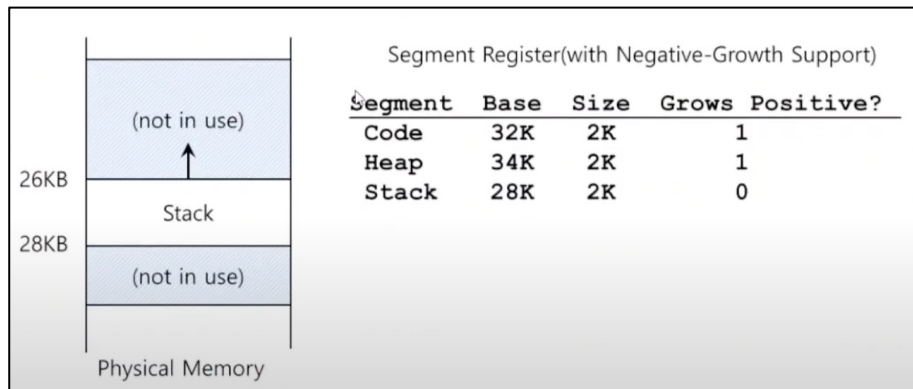 (not in use)
26KB
Stack
28KB
(not in use)
Physical Memory
Segment Register(with Negative-Growth Support)
Segment Base Size Grows Positive?
Code 32K 2K 1
Heap 34K 2K 1
Stack 28K 2K 0